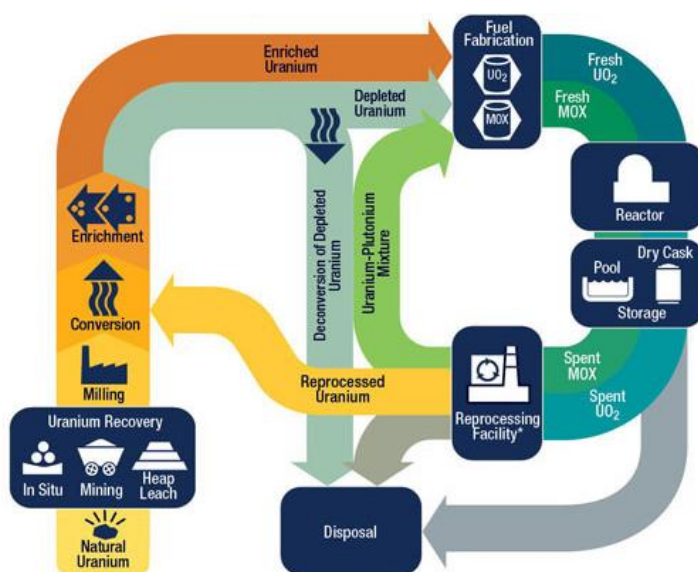 Enriched
Uranium
Depleted
Uranium
Fuel
Fabrication
UO2
MOX
Fresh
UO2
Fresh
MOX
Reactor
Dry Cask
Pool
Storage
Spent
MOX
Spent
UO2
Reprocessing
Facility*
Uranium-Plutonium
Mixture
Deconversion of Depleted
Uranium
Reprocessed
Uranium
Enrichment
Conversion
Milling
Uranium Recovery
In Situ
Mining
Heap
Leach
Natural
Uranium
Disposal